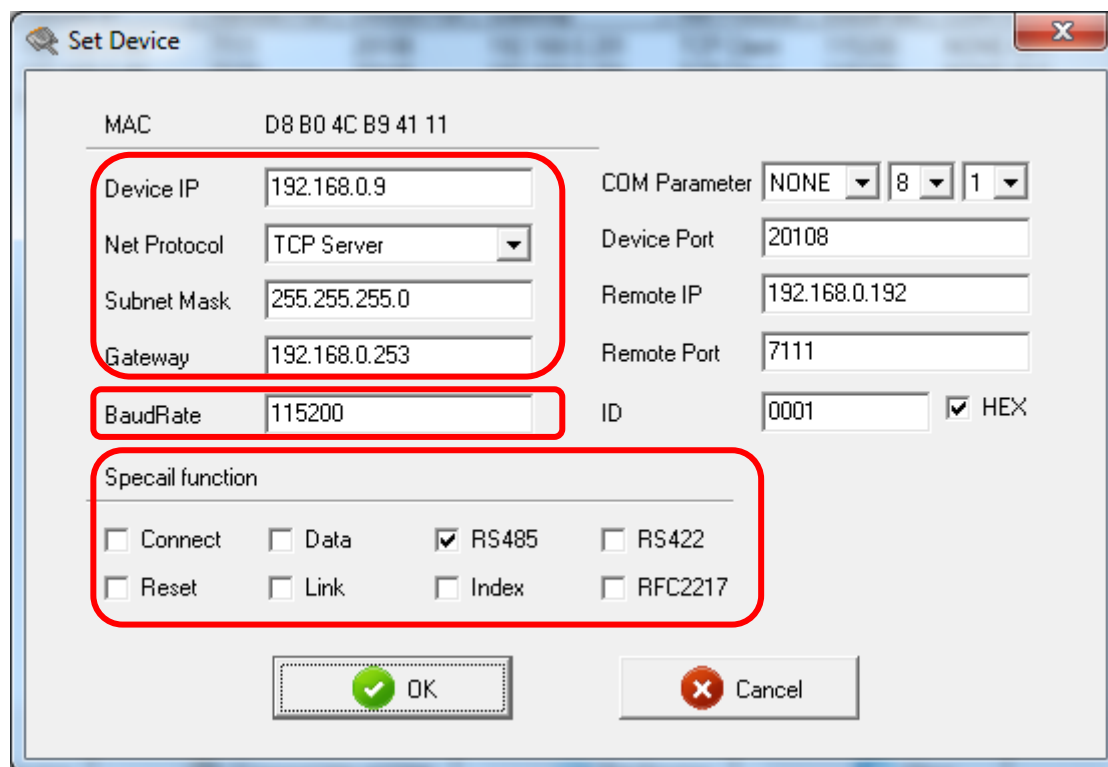 Set Device
MAC D8 B0 4C B9 41 11
Device IP 192.168.0.9
COM Parameter NONE 8 1
Net Protocol TCP Server
Device Port 20108
Subnet Mask 255.255.255.0
Remote IP 192.168.0.192
Gateway 192.168.0.253
Remote Port 7111
BaudRate 115200
ID 0001 HEX
Specail function
Connect Data RS485 RS422
Reset Link Index RFC2217
OK Cancel